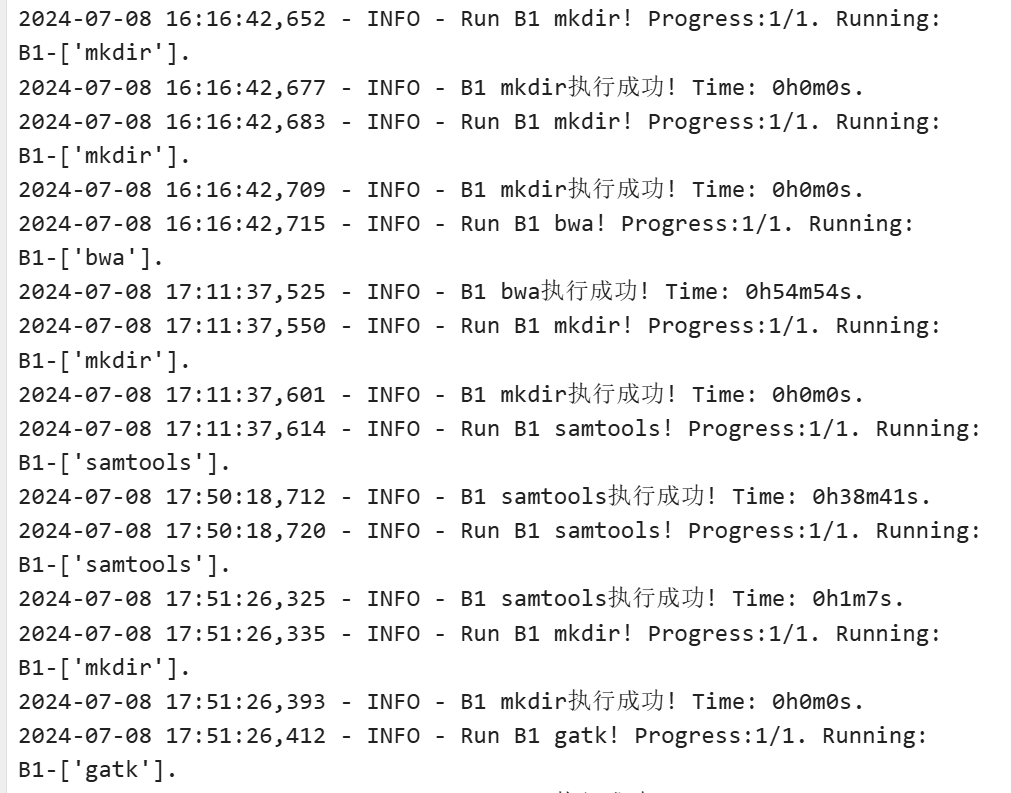 2024-07-08 16:16:42,652 - INFO - Run B1 mkdir! Progress:1/1. Running:
B1-['mkdir'].
2024-07-08 16:16:42,677 - INFO - B1 mkdir执行成功! Time: 0h0m0s.
2024-07-08 16:16:42,683 - INFO - Run B1 mkdir! Progress:1/1. Running:
B1-['mkdir'].
2024-07-08 16:16:42,709 - INFO - B1 mkdir执行成功! Time: 0h0m0s.
2024-07-08 16:16:42,715 - INFO - Run B1 bwa! Progress:1/1. Running:
B1-['bwa'].
2024-07-08 17:11:37,525 - INFO - B1 bwa执行成功! Time: 0h54m54s.
2024-07-08 17:11:37,550 - INFO - Run B1 mkdir! Progress:1/1. Running:
B1-['mkdir'].
2024-07-08 17:11:37,601 - INFO - B1 mkdir执行成功! Time: 0h0m0s.
2024-07-08 17:11:37,614 - INFO - Run B1 samtools! Progress:1/1. Running:
B1-['samtools'].
2024-07-08 17:50:18,712 - INFO - B1 samtools执行成功! Time: 0h38m41s.
2024-07-08 17:50:18,720 - INFO - Run B1 samtools! Progress:1/1. Running:
B1-['samtools'].
2024-07-08 17:51:26,325 - INFO - B1 samtools执行成功! Time: 0h1m7s.
2024-07-08 17:51:26,335 - INFO - Run B1 mkdir! Progress:1/1. Running:
B1-['mkdir'].
2024-07-08 17:51:26,393 - INFO - B1 mkdir执行成功! Time: 0h0m0s.
2024-07-08 17:51:26,412 - INFO - Run B1 gatk! Progress:1/1. Running:
B1-['gatk'].